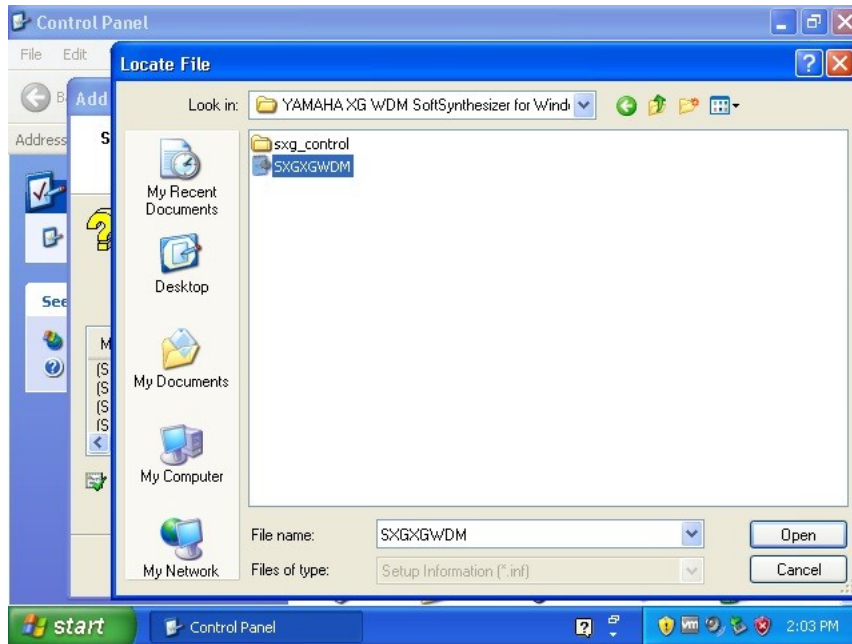 Control Panel
File Edit
B
Address
See
Add
S
M
(S
(S
(S
(S
Locate File
Look in: YAMAHA XG WDM SoftSynthesizer for Wind
My Recent
Documents
Desktop
My Documents
My Computer
My Network
sxg_control
SXGXGWDM
File name: SXGXGWDM Open
Files of type: Setup Information (*.inf) Cancel
start Control Panel 2:03 PM